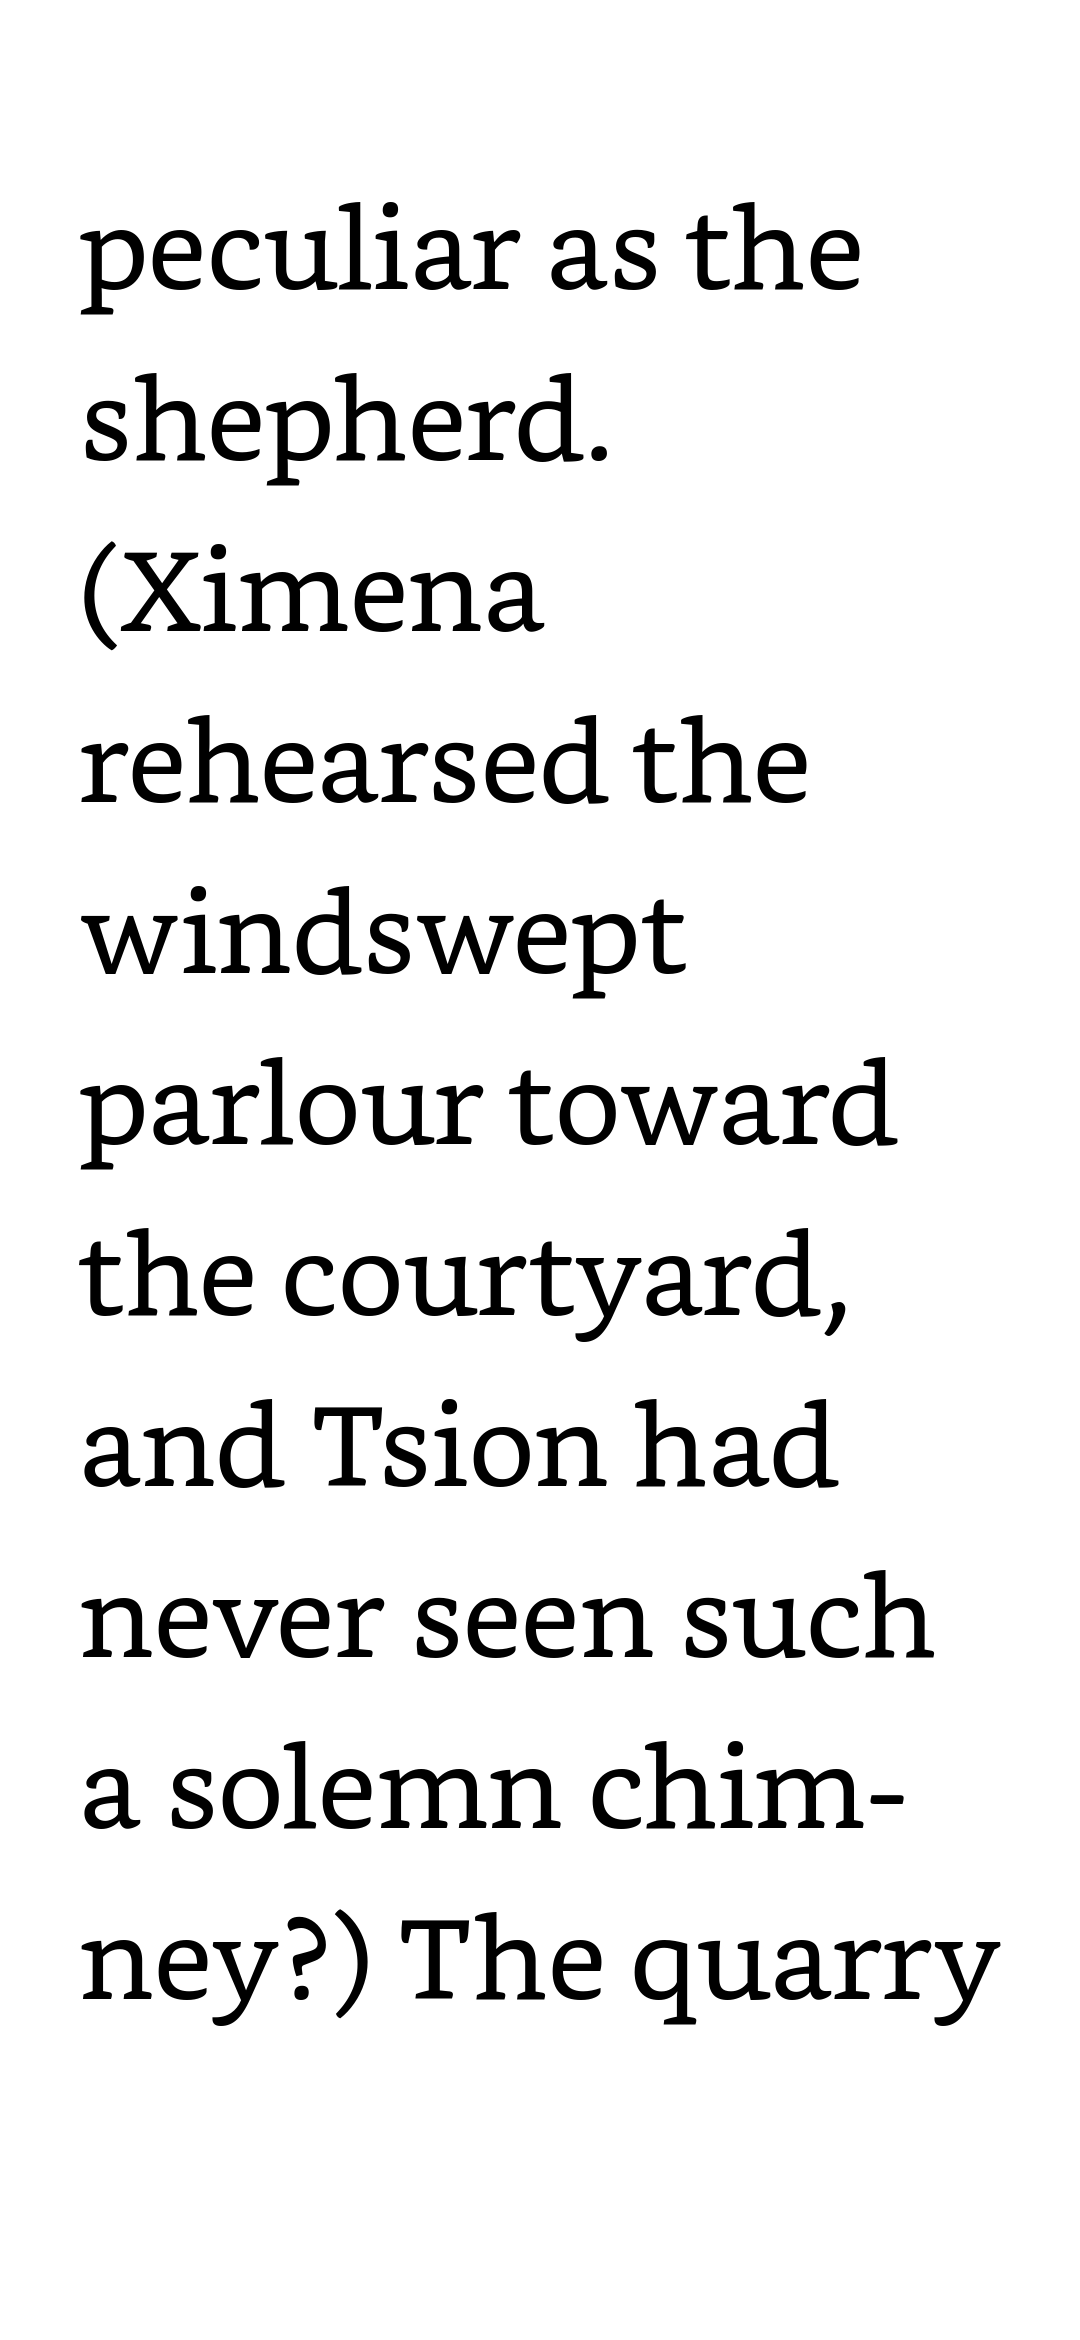 peculiar as the
shepherd.
(Ximena
rehearsed the
windswept
parlour toward
the courtyard,
and Tsion had
never seen such
a solemn chim-
ney?) The quarry